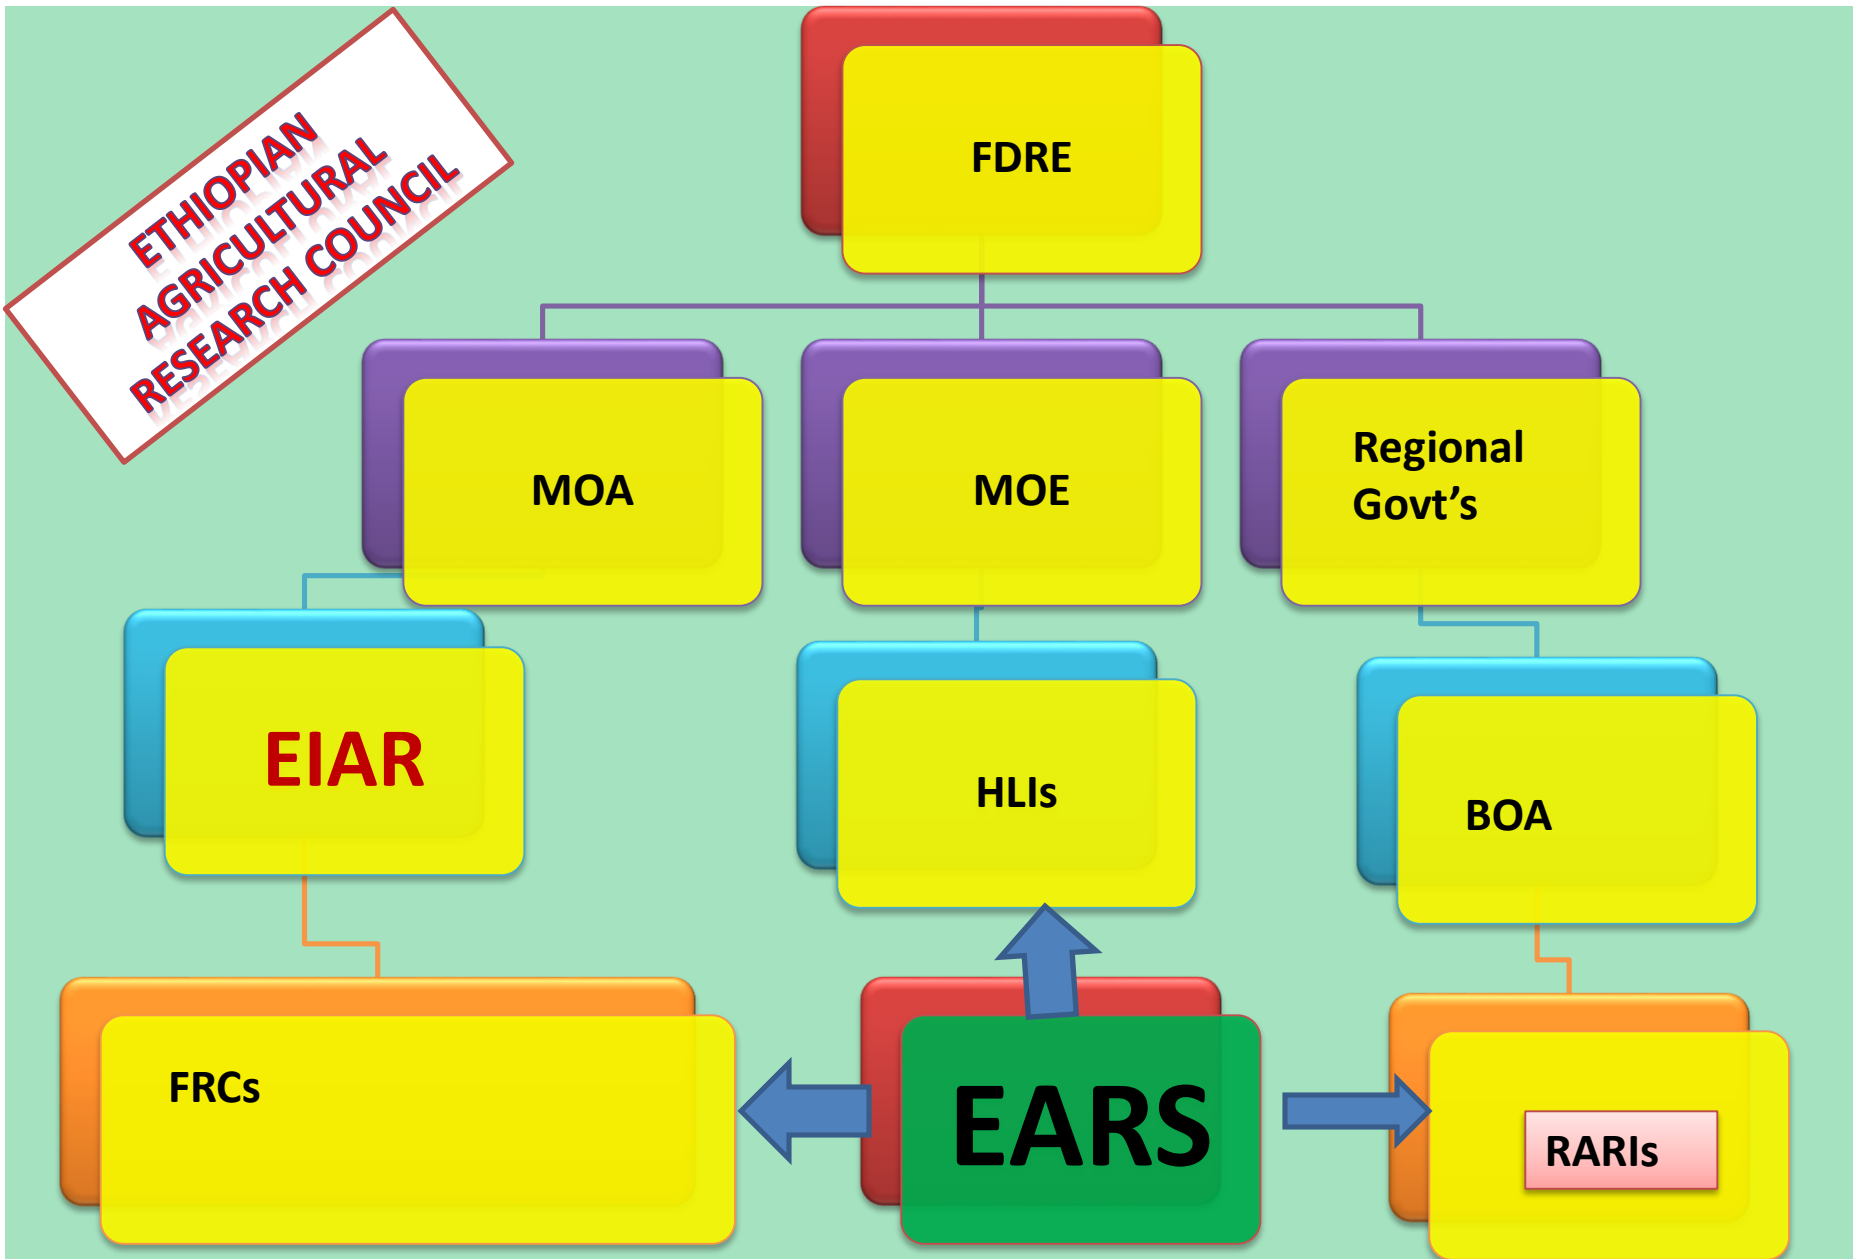 ETHIOPIAN
AGRICULTURAL
RESEARCH COUNCIL
FDRE
MOA
MOE
Regional
Govt’s
EIAR
HLIs
BOA
FRCs
EARS
RARIs